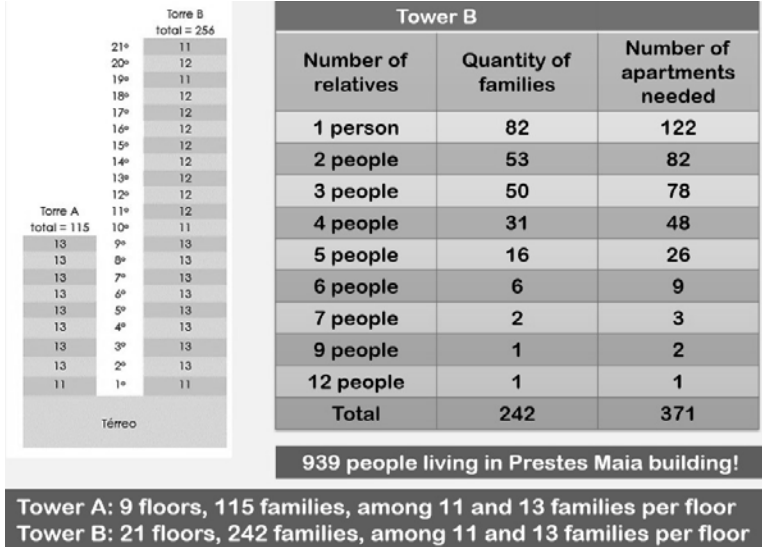 Torre B
total = 256
21º 11
20º 12
19º 11
18º 12
17º 12
16º 12
15º 12
14º 12
13º 12
12º 12
Torre A 11º 12
total = 115 10º 11
13 9º 13
13 8º 13
13 7º 13
13 6º 13
13 5º 13
13 4º 13
13 3º 13
13 2º 13
11 1º 11
Térreo
Tower B
Number of relatives Quantity of families Number of apartments needed
1 person 82 122
2 people 53 82
3 people 50 78
4 people 31 48
5 people 16 26
6 people 6 9
7 people 2 3
9 people 1 2
12 people 1 1
Total 242 371
939 people living in Prestes Maia building!
Tower A: 9 floors, 115 families, among 11 and 13 families per floor
Tower B: 21 floors, 242 families, among 11 and 13 families per floor